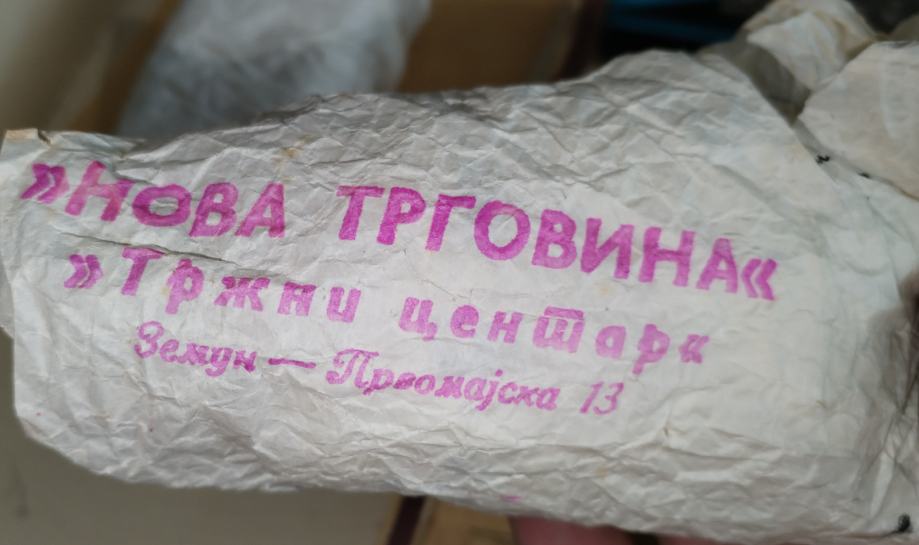 »НОВА ТРГОВИНА«
»Тржни центар«
Земун — Првомајска 13